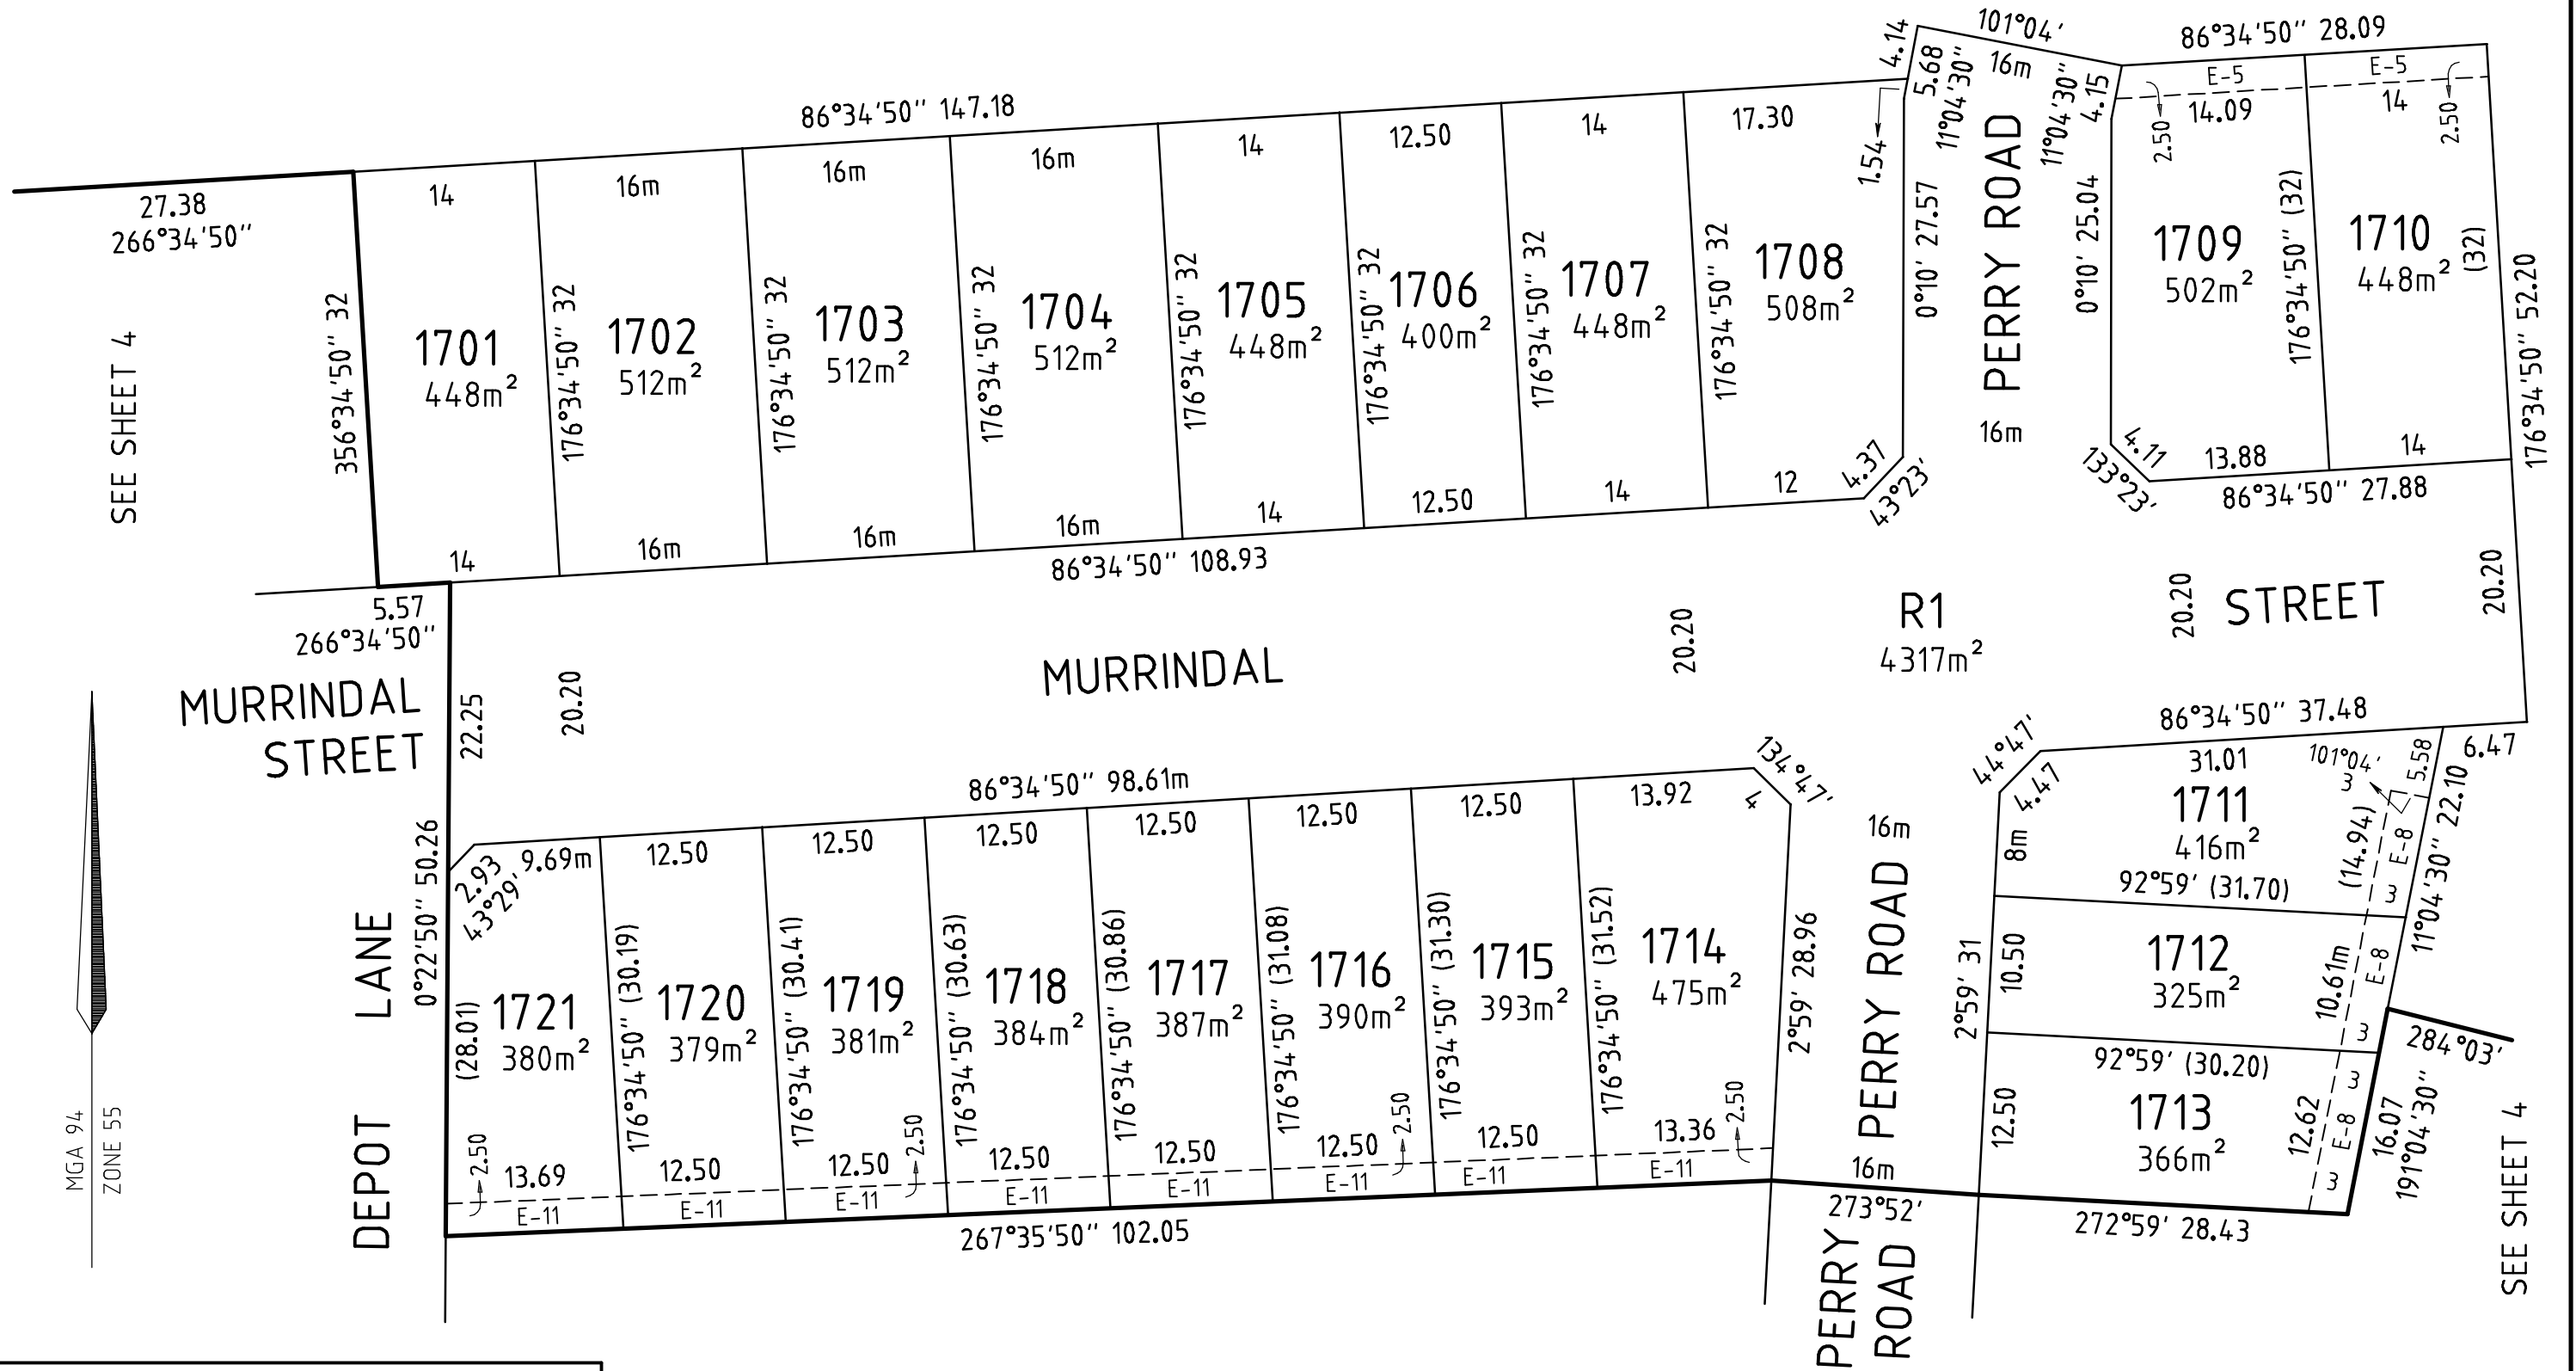 86°34'50'' 147.18
4.14
5.68
11°04'30''
101°04'
16m
11°04'30''
4.15
86°34'50'' 28.09
E-5
E-5
14.09
14
2.50
2.50
27.38
266°34'50''
14
16m
16m
16m
14
12.50
14
17.30
1.54
SEE SHEET 4
356°34'50'' 32
1701
448m²
176°34'50'' 32
1702
512m²
176°34'50'' 32
1703
512m²
176°34'50'' 32
1704
512m²
176°34'50'' 32
1705
448m²
176°34'50'' 32
1706
400m²
176°34'50'' 32
1707
448m²
176°34'50'' 32
1708
508m²
0°10' 27.57
PERRY ROAD
16m
0°10' 25.04
1709
502m²
176°34'50'' (32)
1710
448m²
(32)
176°34'50'' 52.20
14
16m
16m
16m
14
12.50
14
12
4.37
43°23'
4.11
133°23'
13.88
14
86°34'50'' 27.88
86°34'50'' 108.93
5.57
266°34'50''
MURRINDAL
STREET
22.25
20.20
MURRINDAL
20.20
R1
4317m²
20.20
STREET
20.20
86°34'50'' 98.61m
134°47'
44°47'
4.47
86°34'50'' 37.48
31.01
6.47
101°04'
3
5.58
DEPOT LANE
0°22'50'' 50.26
2.93
43°29'
9.69m
12.50
12.50
12.50
12.50
12.50
12.50
13.92
4
16m
8m
1711
416m²
(14.94)
E-8
3
11°04'30'' 22.10
92°59' (31.70)
(28.01)
1721
380m²
176°34'50'' (30.19)
1720
379m²
176°34'50'' (30.41)
1719
381m²
176°34'50'' (30.63)
1718
384m²
176°34'50'' (30.86)
1717
387m²
176°34'50'' (31.08)
1716
390m²
176°34'50'' (31.30)
1715
393m²
176°34'50'' (31.52)
1714
475m²
2°59' 28.96
PERRY ROAD
2°59' 31
10.50
1712
325m²
10.61m
E-8
3
92°59' (30.20)
284°03'
12.50
1713
366m²
12.62
3
E-8
3
16.07
191°04'30''
SEE SHEET 4
2.50
13.69
12.50
12.50
2.50
12.50
12.50
12.50
2.50
12.50
13.36
2.50
16m
E-11
E-11
E-11
E-11
E-11
E-11
E-11
E-11
267°35'50'' 102.05
273°52'
272°59' 28.43
PERRY
ROAD
MGA 94
ZONE 55